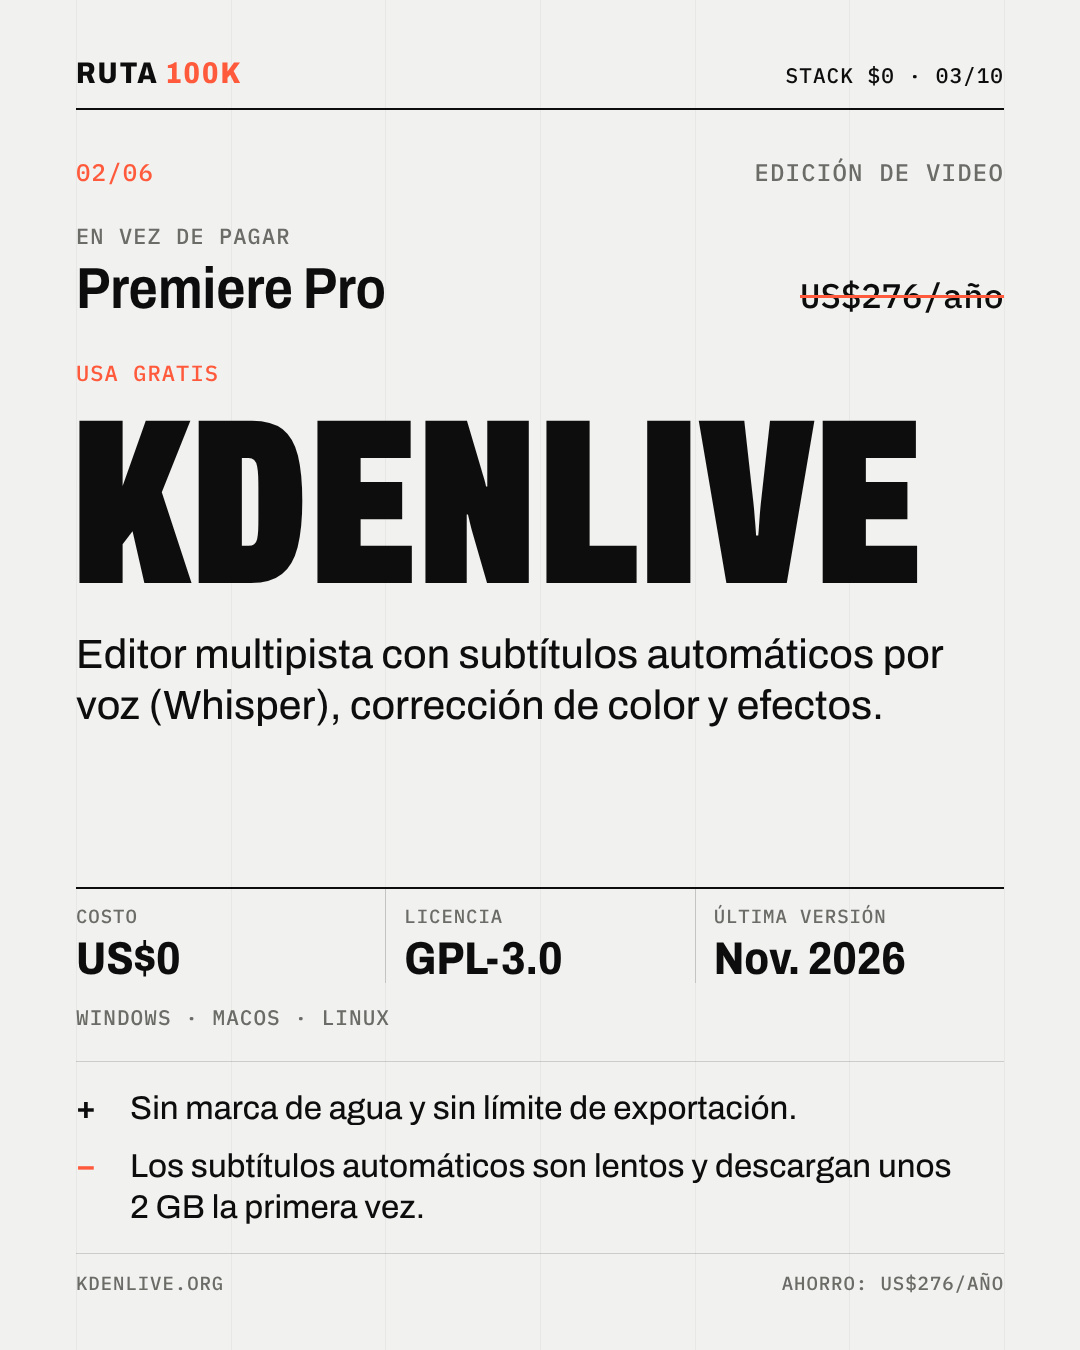 RUTA 100K
STACK $0 · 03/10
02/06
EDICIÓN DE VIDEO
EN VEZ DE PAGAR
Premiere Pro
US$276/año
USA GRATIS
KDENLIVE
Editor multipista con subtítulos automáticos por
voz (Whisper), corrección de color y efectos.
COSTO
US$0
LICENCIA
GPL-3.0
ÚLTIMA VERSIÓN
Nov. 2026
WINDOWS · MACOS · LINUX
+ Sin marca de agua y sin límite de exportación.
– Los subtítulos automáticos son lentos y descargan unos
2 GB la primera vez.
KDENLIVE.ORG
AHORRO: US$276/AÑO